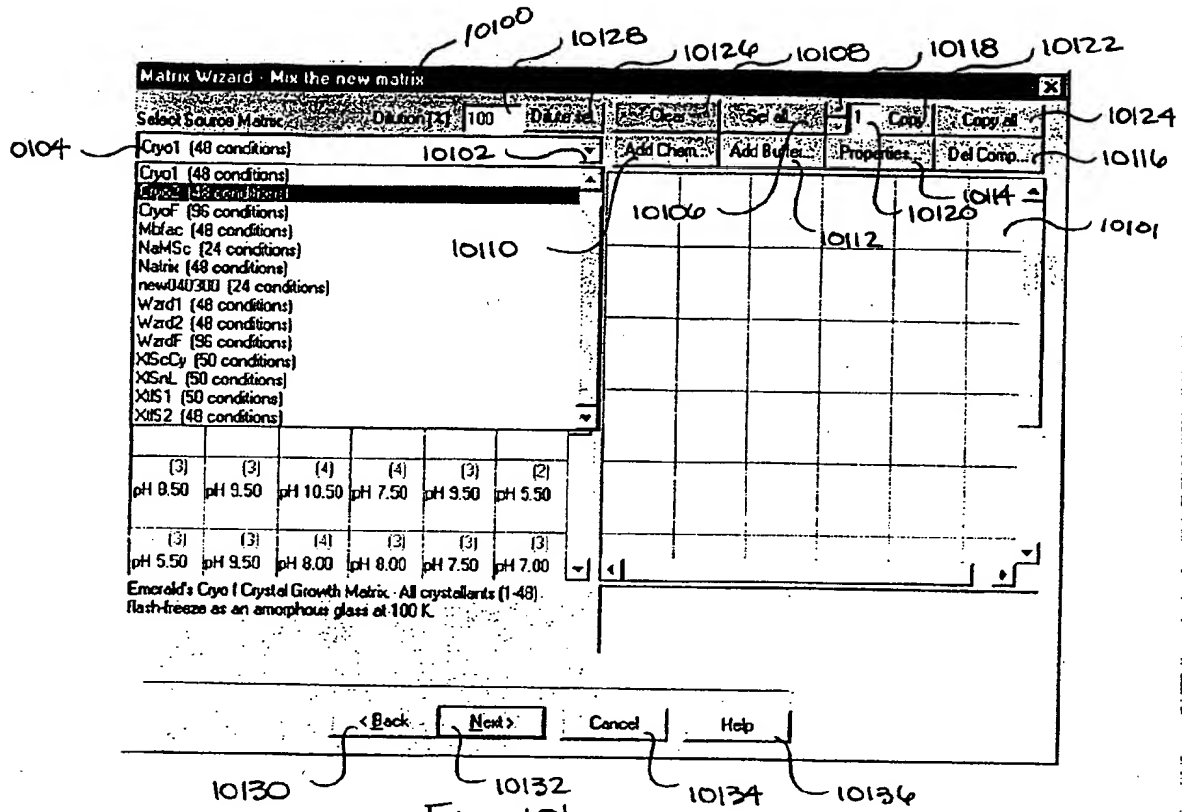 10100
10128
10126
10108
10118
10122
Matrix Wizard - Mix the new matrix
Select Source Matrix
Dilution [%]
100
Dilute sel.
Clear
Sel all
1
Copy
Copy all
10124
0104
Cryo1 (48 conditions)
10102
Add Chem...
Add Buffer...
Properties...
Del Comp...
10116
Cryo1 (48 conditions)
Cryo2 (48 conditions)
CryoF (96 conditions)
Mbfac (48 conditions)
NaMSc (24 conditions)
Natrix (48 conditions)
new040300 (24 conditions)
Wzrd1 (48 conditions)
Wzrd2 (48 conditions)
WzrdF (96 conditions)
XlScCy (50 conditions)
XlSnL (50 conditions)
XtlS1 (50 conditions)
XtlS2 (48 conditions)
10106
10120
10114
10101
10110
10112
(3) (3) (4) (4) (3) (2)
pH 8.50 pH 9.50 pH 10.50 pH 7.50 pH 9.50 pH 5.50
(3) (3) (4) (3) (3) (3)
pH 5.50 pH 9.50 pH 8.00 pH 8.00 pH 7.50 pH 7.00
Emerald's Cryo I Crystal Growth Matrix - All crystallants (1-48)
flash-freeze as an amorphous glass at 100 K.
< Back
Next >
Cancel
Help
10130
10132
10134
10136